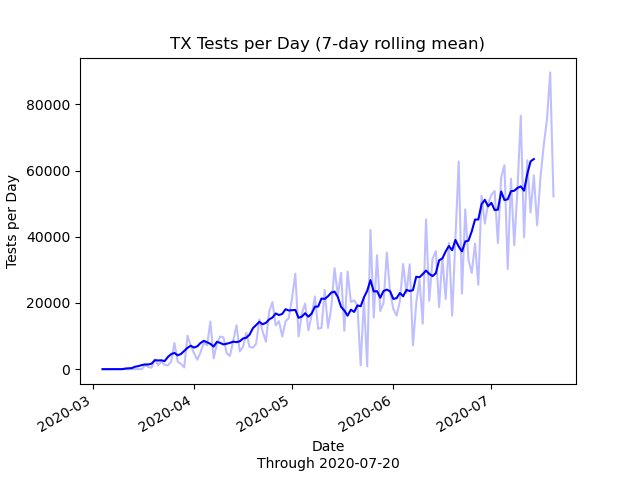 TX Tests per Day (7-day rolling mean)
80000
60000
40000
20000
0
Tests per Day
2020-03
2020-04
2020-05
2020-06
2020-07
Date
Through 2020-07-20